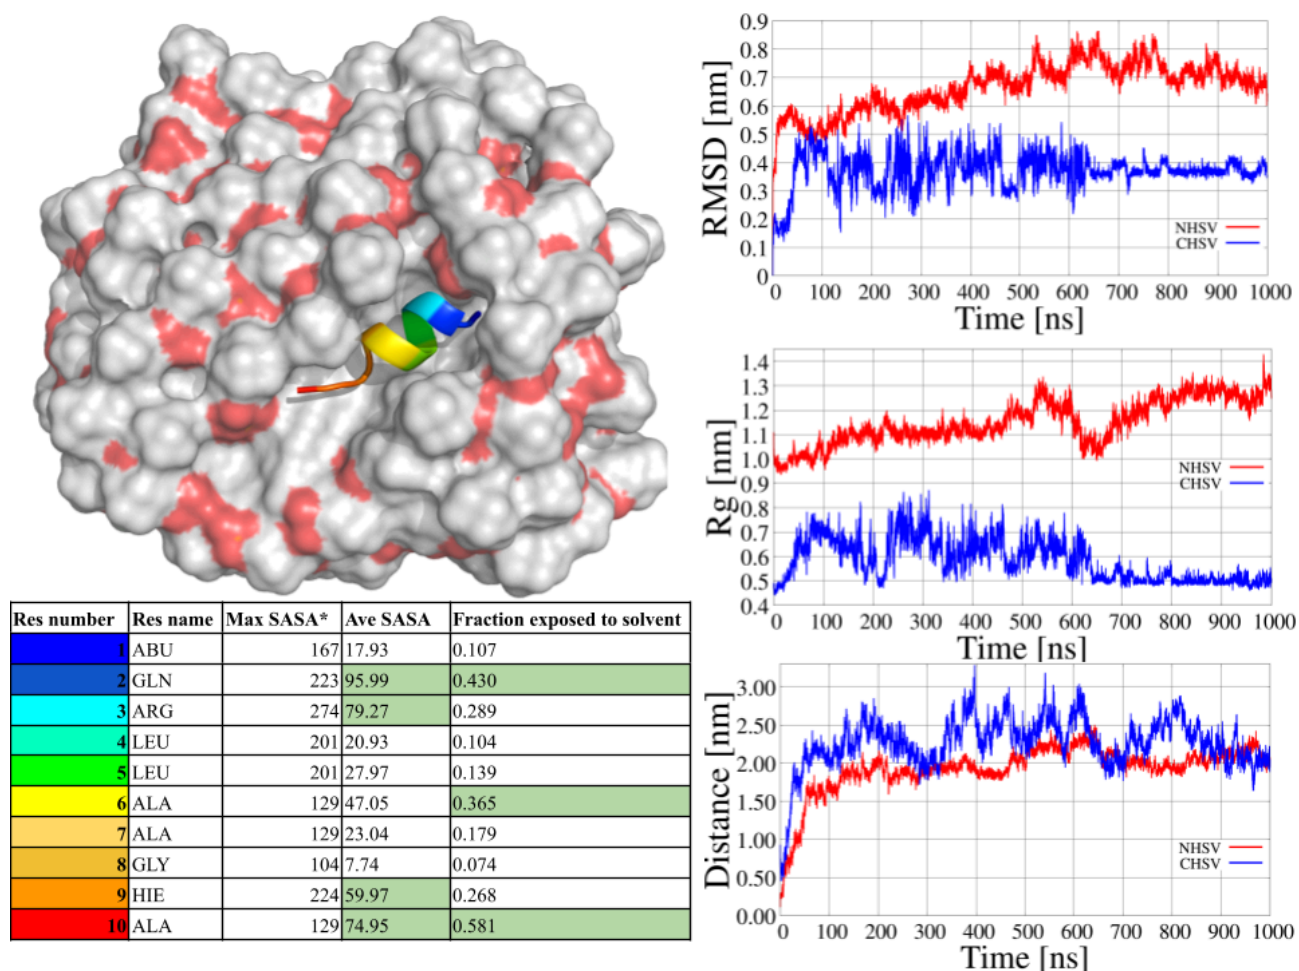 Res number Res name Max SASA* Ave SASA Fraction exposed to solvent
1 ABU 167 17.93 0.107
2 GLN 223 95.99 0.430
3 ARG 274 79.27 0.289
4 LEU 201 20.93 0.104
5 LEU 201 27.97 0.139
6 ALA 129 47.05 0.365
7 ALA 129 23.04 0.179
8 GLY 104 7.74 0.074
9 HIE 224 59.97 0.268
10 ALA 129 74.95 0.581
RMSD [nm]
0.9
0.8
0.7
0.6
0.5
0.4
0.3
0.2
0.1
0
NHSV
CHSV
0 100 200 300 400 500 600 700 800 900 1000
Time [ns]
Rg [nm]
1.4
1.3
1.2
1.1
1.0
0.9
0.8
0.7
0.6
0.5
0.4
NHSV
CHSV
0 100 200 300 400 500 600 700 800 900 1000
Time [ns]
Distance [nm]
3.00
2.50
2.00
1.50
1.00
0.50
0.00
NHSV
CHSV
0 100 200 300 400 500 600 700 800 900 1000
Time [ns]